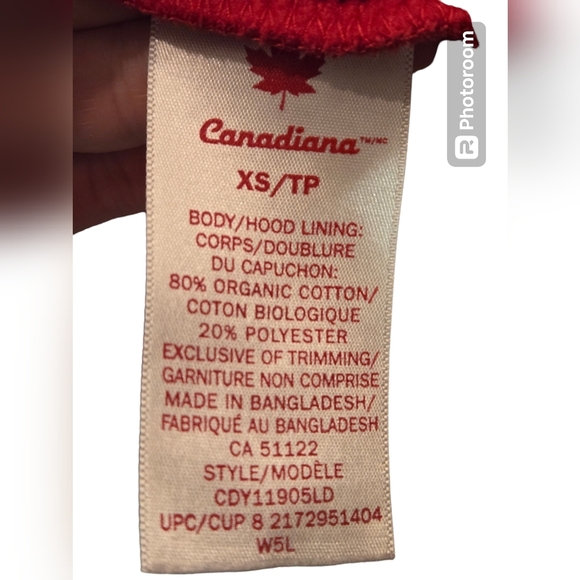 Canadiana™/MC
XS/TP
BODY/HOOD LINING:
CORPS/DOUBLURE
DU CAPUCHON:
80% ORGANIC COTTON/
COTON BIOLOGIQUE
20% POLYESTER
EXCLUSIVE OF TRIMMING/
GARNITURE NON COMPRISE
MADE IN BANGLADESH/
FABRIQUÉ AU BANGLADESH
CA 51122
STYLE/MODÈLE
CDY11905LD
UPC/CUP 8 2172951404
W5L
Photoroom